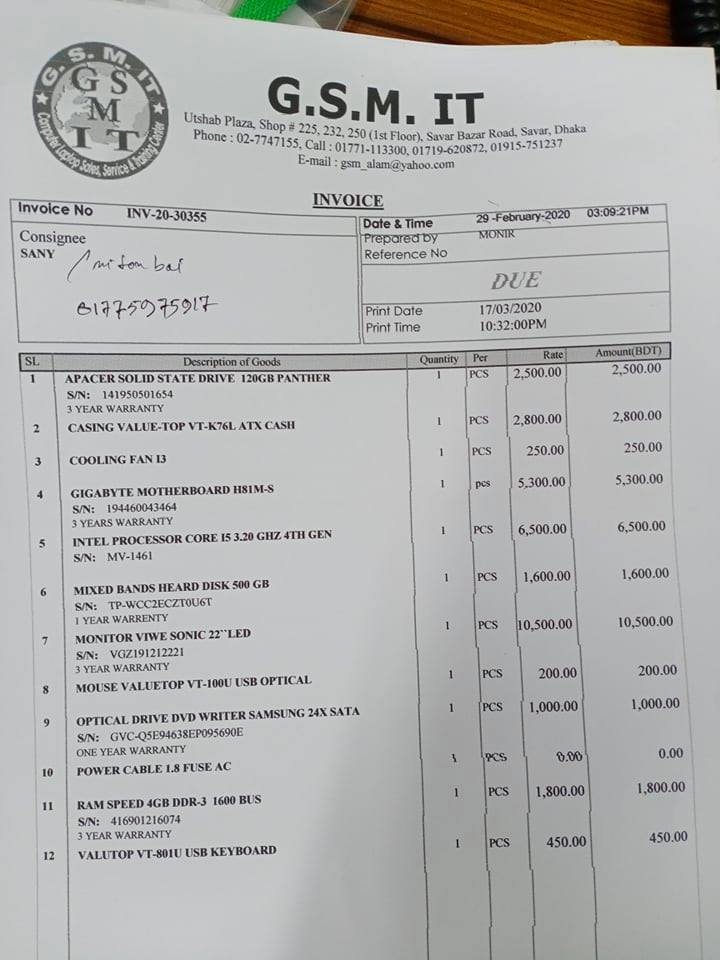 G. S. M. IT
G S
M
I T
Computer Laptop Sales, Service & Training Center
G.S.M. IT
Utshab Plaza, Shop # 225, 232, 250 (1st Floor), Savar Bazar Road, Savar, Dhaka
Phone : 02-7747155, Call : 01771-113300, 01719-620872, 01915-751237
E-mail : gsm_alam@yahoo.com
INVOICE
Invoice No INV-20-30355
Consignee
SANY
01775975917
Date & Time 29 -February-2020 03:09:21PM
Prepared by MONIR
Reference No
DUE
Print Date 17/03/2020
Print Time 10:32:00PM
SL Description of Goods Quantity Per Rate Amount(BDT)
1 APACER SOLID STATE DRIVE 120GB PANTHER 1 PCS 2,500.00 2,500.00
S/N: 141950501654
3 YEAR WARRANTY
2 CASING VALUE-TOP VT-K76L ATX CASH 1 PCS 2,800.00 2,800.00
3 COOLING FAN I3 1 PCS 250.00 250.00
4 GIGABYTE MOTHERBOARD H81M-S 1 pcs 5,300.00 5,300.00
S/N: 194460043464
3 YEARS WARRANTY
5 INTEL PROCESSOR CORE I5 3.20 GHZ 4TH GEN 1 PCS 6,500.00 6,500.00
S/N: MV-1461
6 MIXED BANDS HEARD DISK 500 GB 1 PCS 1,600.00 1,600.00
S/N: TP-WCC2ECZT0U6T
1 YEAR WARRENTY
7 MONITOR VIWE SONIC 22``LED 1 PCS 10,500.00 10,500.00
S/N: VGZ191212221
3 YEAR WARRANTY
8 MOUSE VALUETOP VT-100U USB OPTICAL 1 PCS 200.00 200.00
9 OPTICAL DRIVE DVD WRITER SAMSUNG 24X SATA 1 PCS 1,000.00 1,000.00
S/N: GVC-Q5E94638EP095690E
ONE YEAR WARRANTY
10 POWER CABLE 1.8 FUSE AC 1 PCS 0.00 0.00
11 RAM SPEED 4GB DDR-3 1600 BUS 1 PCS 1,800.00 1,800.00
S/N: 416901216074
3 YEAR WARRANTY
12 VALUTOP VT-801U USB KEYBOARD 1 PCS 450.00 450.00